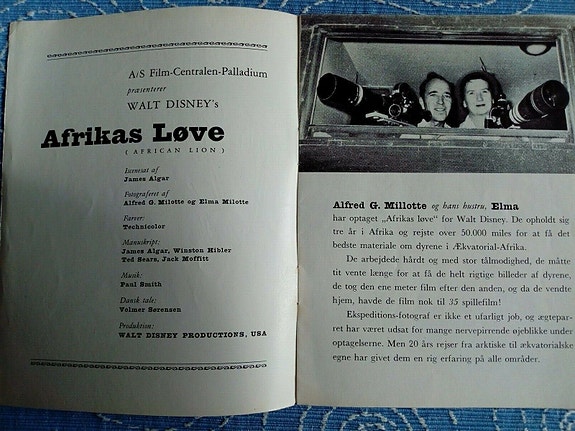 A/S Film-Centralen-Palladium
præsenterer
WALT DISNEY's
Afrikas Løve
( AFRICAN LION )
Iscenesat af
James Algar
Fotograferet af
Alfred G. Milotte og Elma Milotte
Farver:
Technicolor
Manuskript:
James Algar, Winston Hibler
Ted Sears, Jack Moffitt
Musik:
Paul Smith
Dansk tale:
Volmer Sørensen
Produktion:
WALT DISNEY PRODUCTIONS, USA
Alfred G. Millotte og hans hustru, Elma
har optaget „Afrikas løve“ for Walt Disney. De opholdt sig
tre år i Afrika og rejste over 50.000 miles for at få det
bedste materiale om dyrene i Ækvatorial-Afrika.
De arbejdede hårdt og med stor tålmodighed, de måtte
tit vente længe for at få de helt rigtige billeder af dyrene,
de tog den ene meter film efter den anden, og da de vendte
hjem, havde de film nok til 35 spillefilm!
Ekspeditions-fotograf er ikke et ufarligt job, og ægtepar-
ret har været udsat for mange nervepirrende øjeblikke under
optagelserne. Men 20 års rejser fra arktiske til ækvatorialske
egne har givet dem en rig erfaring på alle områder.